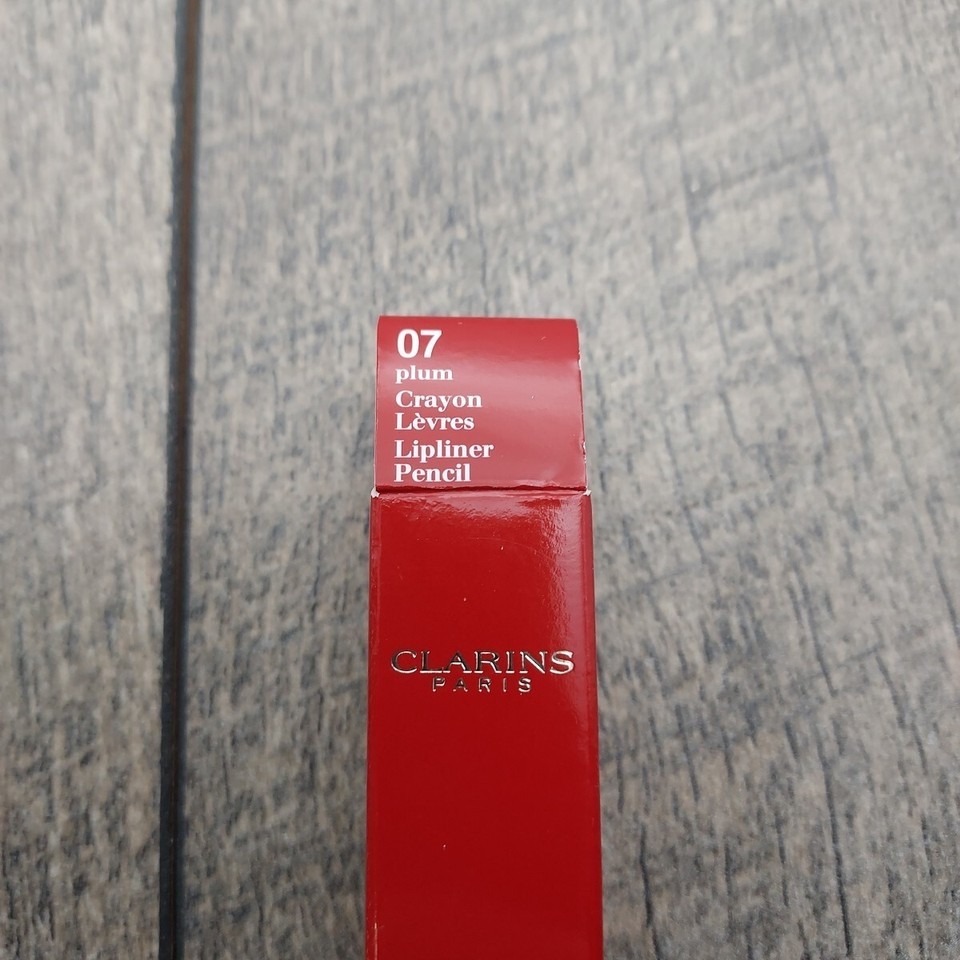 07
plum
Crayon
Lèvres
Lipliner
Pencil
CLARINS
PARIS